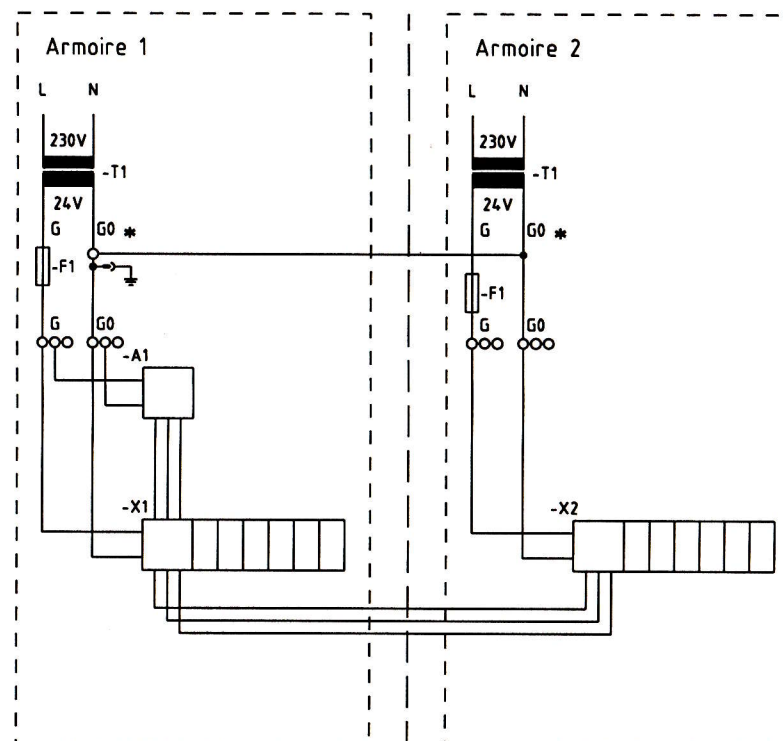 Armoire 1
L N
230V
-T1
24V
G G0 *
-F1
G G0
-A1
-X1
Armoire 2
L N
230V
-T1
24V
G G0 *
-F1
G G0
-X2